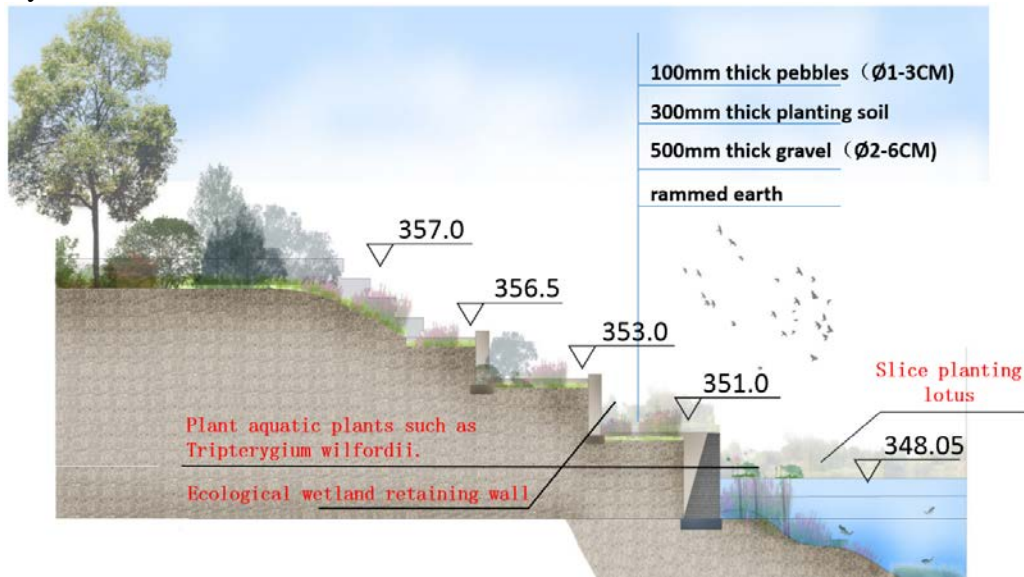 100mm thick pebbles（Ø1-3CM)
300mm thick planting soil
500mm thick gravel（Ø2-6CM)
rammed earth
357.0
356.5
353.0
351.0
Slice planting
lotus
348.05
Plant aquatic plants such as
Tripterygium wilfordii.
Ecological wetland retaining wall